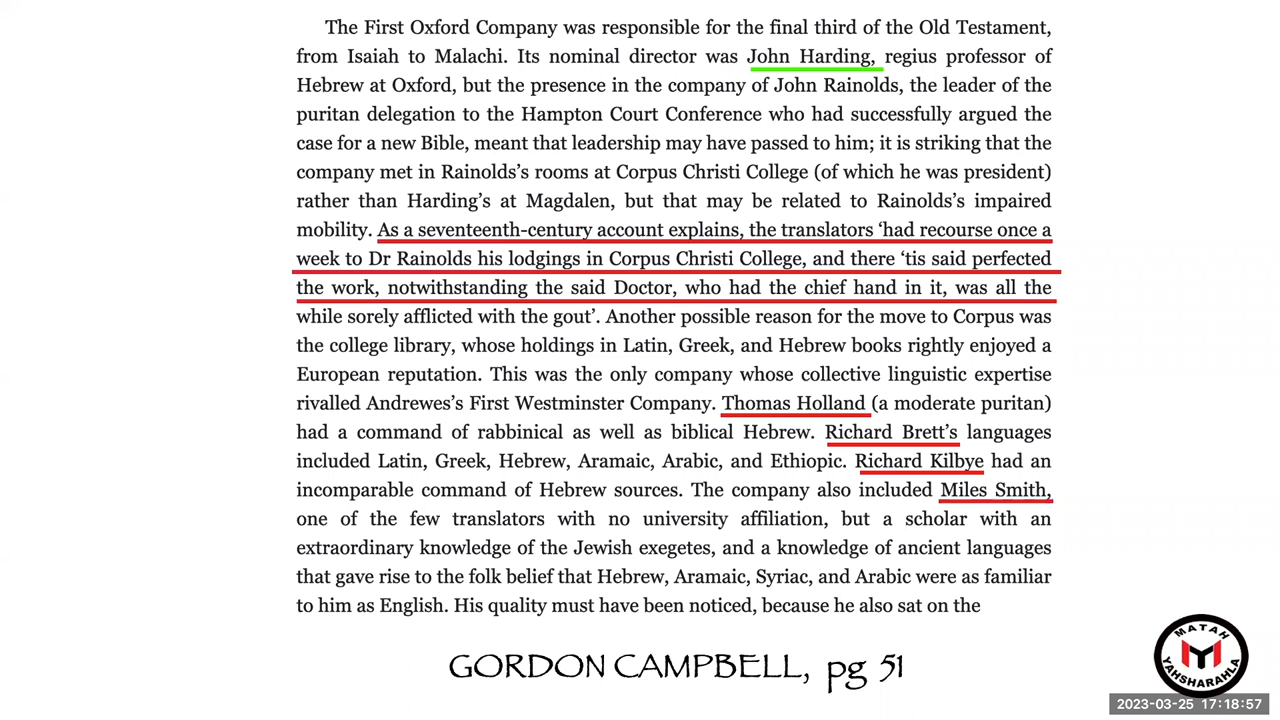 The First Oxford Company was responsible for the final third of the Old Testament,
from Isaiah to Malachi. Its nominal director was John Harding, regius professor of
Hebrew at Oxford, but the presence in the company of John Rainolds, the leader of the
puritan delegation to the Hampton Court Conference who had successfully argued the
case for a new Bible, meant that leadership may have passed to him; it is striking that the
company met in Rainolds’s rooms at Corpus Christi College (of which he was president)
rather than Harding’s at Magdalen, but that may be related to Rainolds’s impaired
mobility. As a seventeenth-century account explains, the translators ‘had recourse once a
week to Dr Rainolds his lodgings in Corpus Christi College, and there ‘tis said perfected
the work, notwithstanding the said Doctor, who had the chief hand in it, was all the
while sorely afflicted with the gout’. Another possible reason for the move to Corpus was
the college library, whose holdings in Latin, Greek, and Hebrew books rightly enjoyed a
European reputation. This was the only company whose collective linguistic expertise
rivalled Andrewes’s First Westminster Company. Thomas Holland (a moderate puritan)
had a command of rabbinical as well as biblical Hebrew. Richard Brett’s languages
included Latin, Greek, Hebrew, Aramaic, Arabic, and Ethiopic. Richard Kilbye had an
incomparable command of Hebrew sources. The company also included Miles Smith,
one of the few translators with no university affiliation, but a scholar with an
extraordinary knowledge of the Jewish exegetes, and a knowledge of ancient languages
that gave rise to the folk belief that Hebrew, Aramaic, Syriac, and Arabic were as familiar
to him as English. His quality must have been noticed, because he also sat on the
GORDON CAMPBELL, pg 51
MATAH
YAHSHARAHLA
2023-03-25 17:18:57